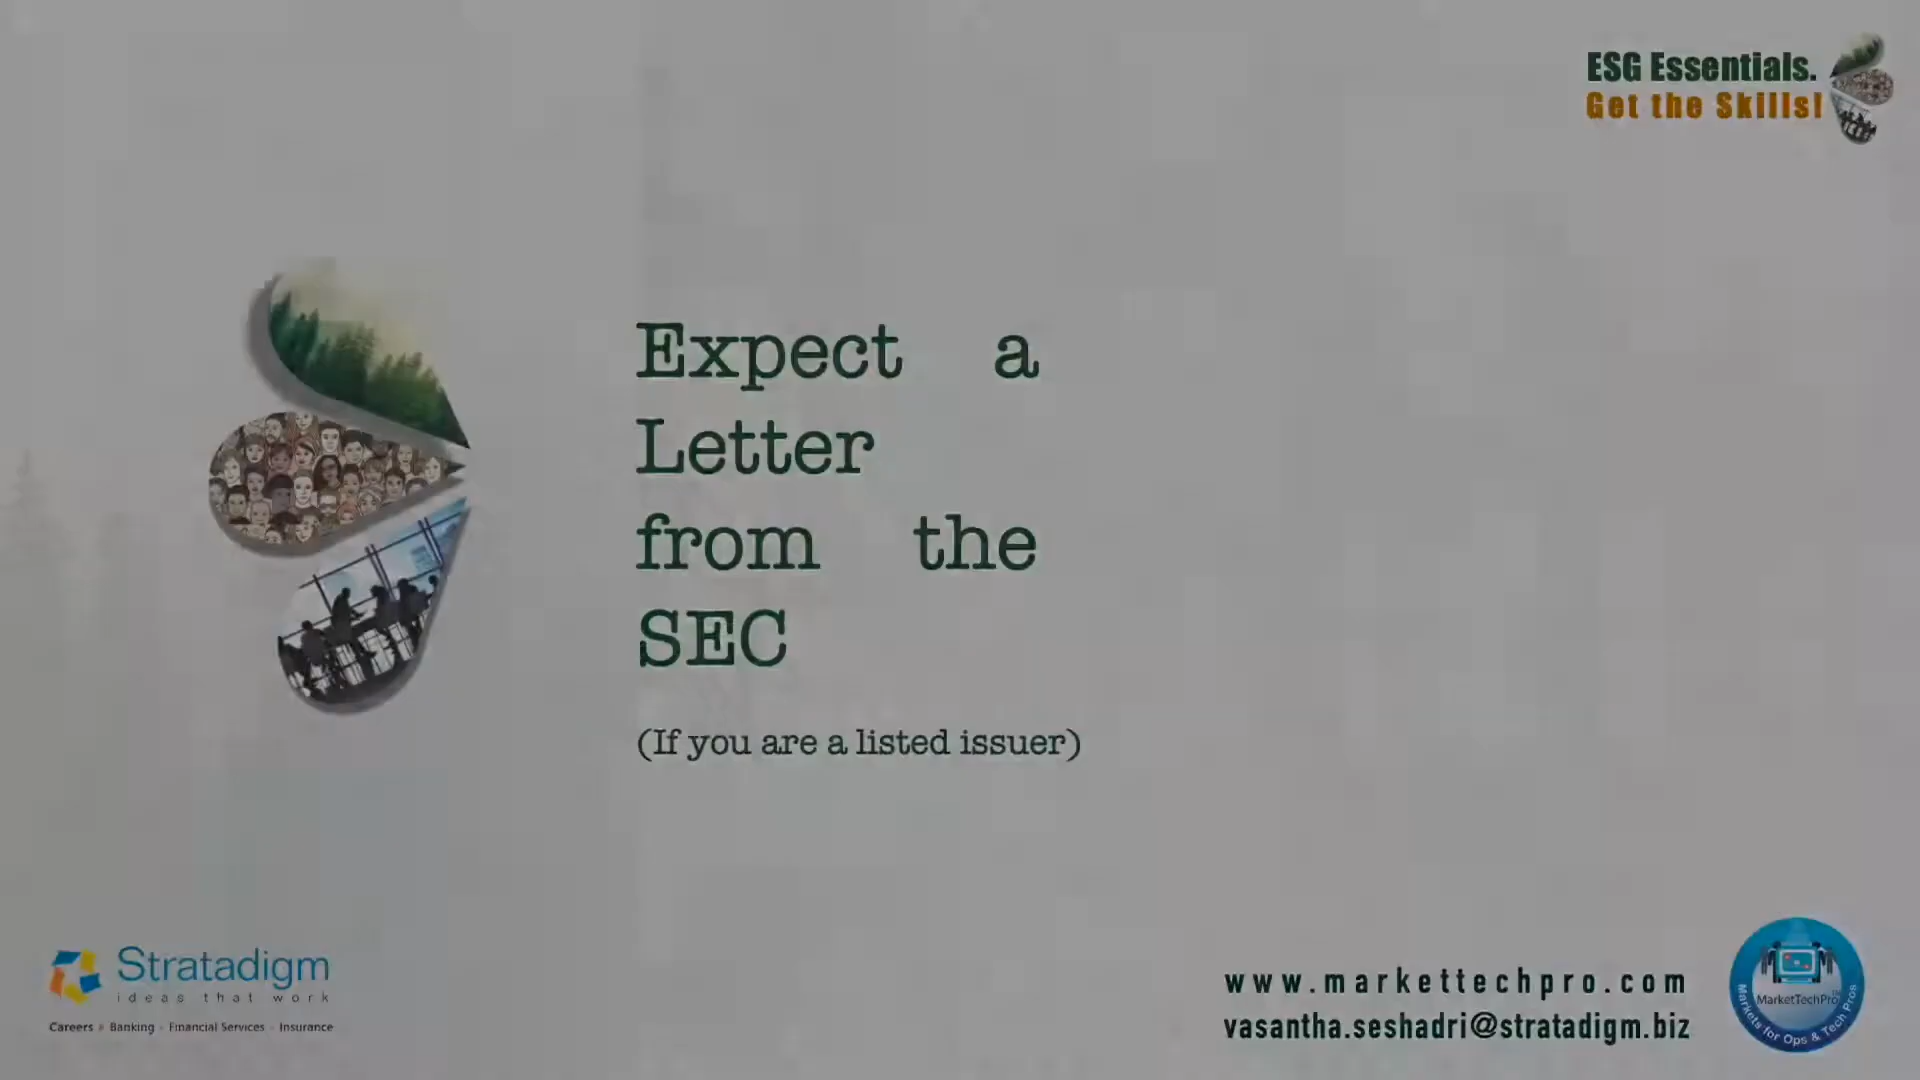 ESG Essentials.
Get the Skills!
Expect a
Letter
from the
SEC
(If you are a listed issuer)
Stratadigm
ideas that work
Careers • Banking • Financial Services • Insurance
www.markettechpro.com
vasantha.seshadri@stratadigm.biz
MarketTechPro
Markets for Ops & Tech Pros